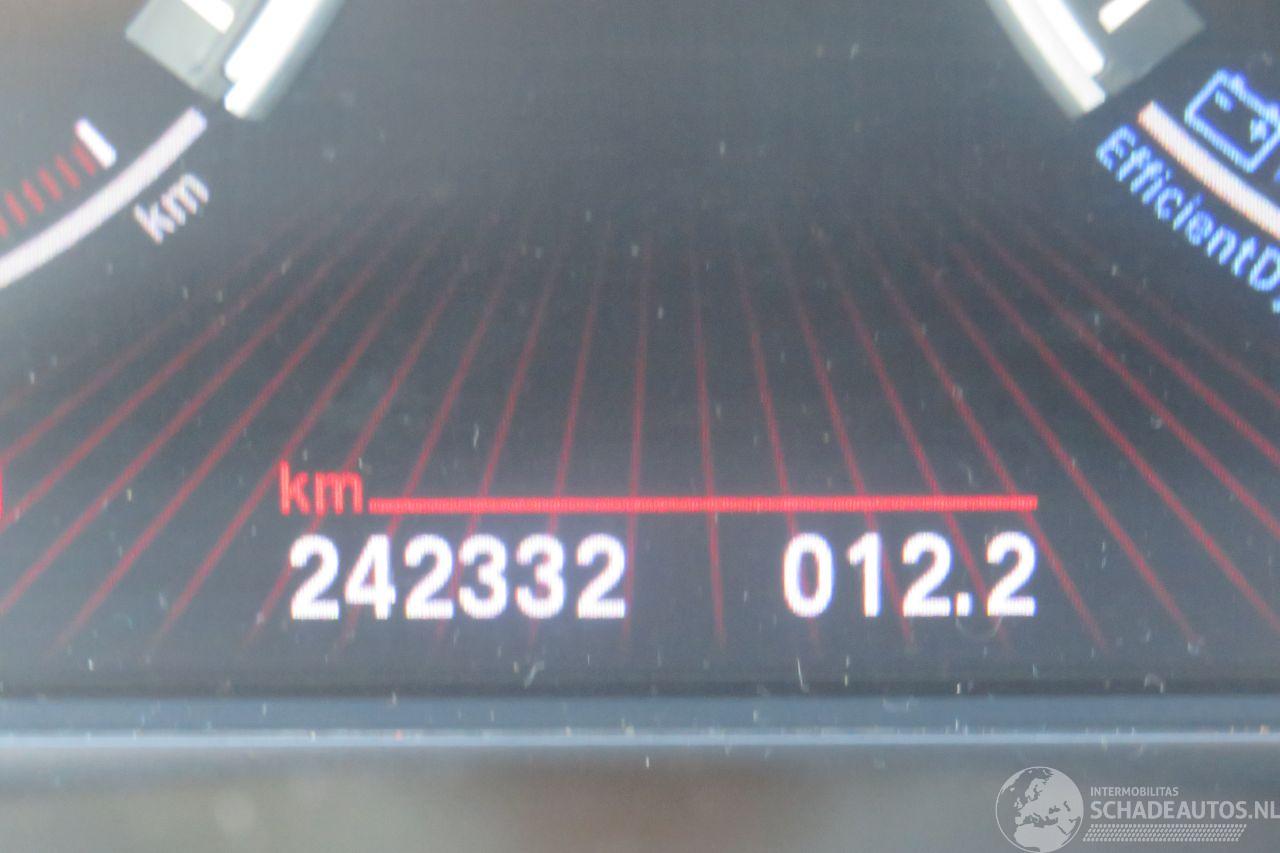 km
EfficientD
km
242332 012.2
INTERMOBILITAS
SCHADEAUTOS.NL